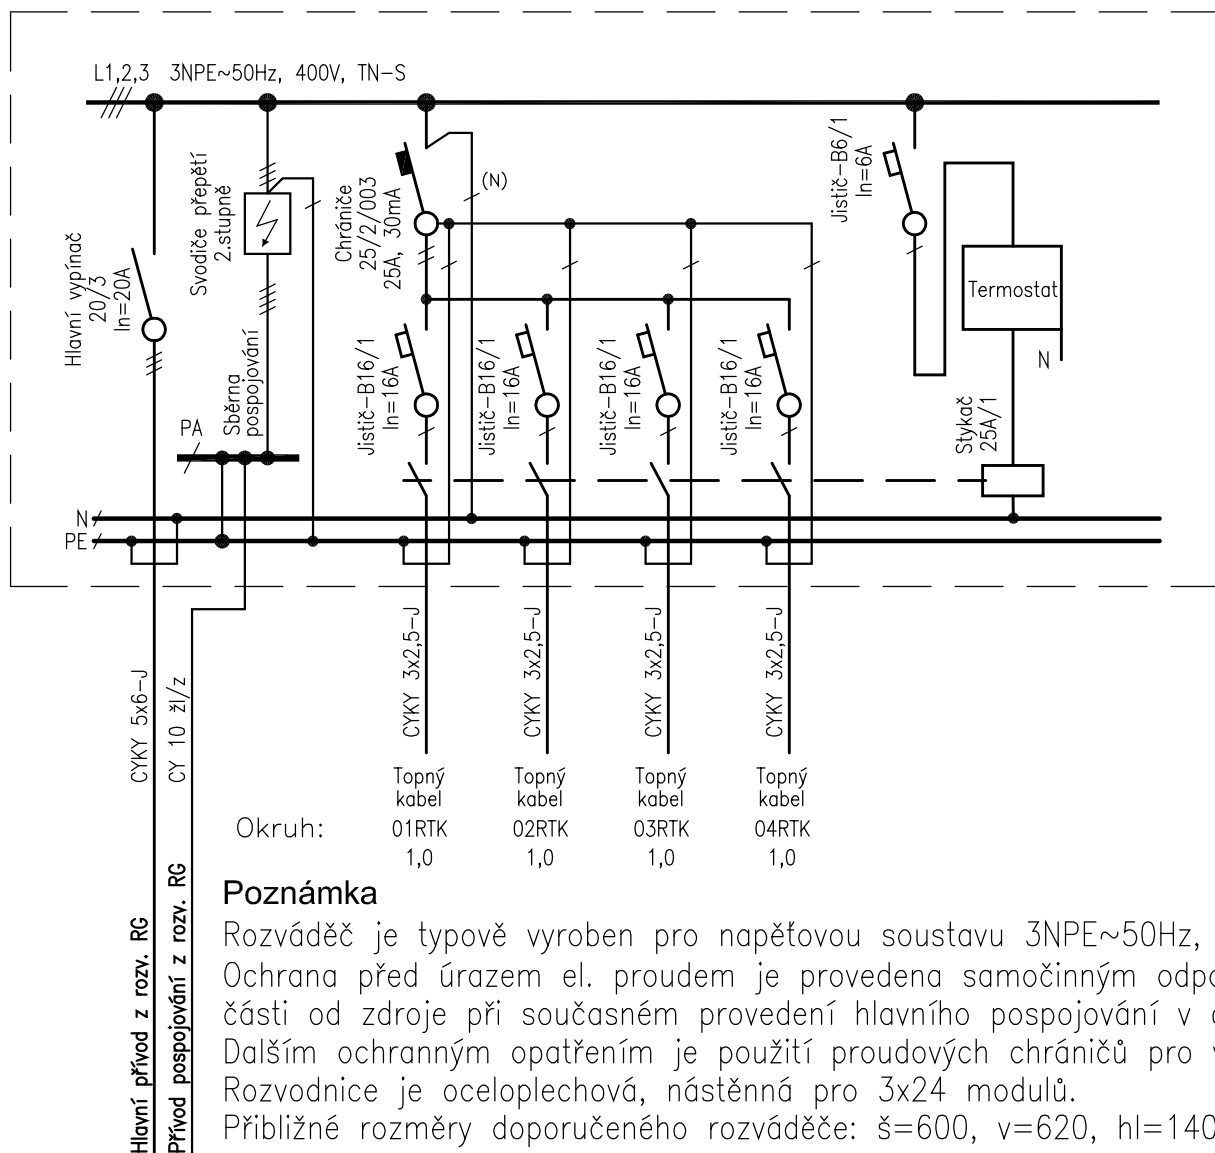 L1,2,3 3NPE~50Hz, 400V, TN-S
Hlavní vypínač
20/3
In=20A
Svodiče přepětí
2.stupně
Chrániče
25/2/003
25A, 30mA
(N)
Jistič-B6/1
In=6A
Termostat
N
Sběrna
pospojování
PA
Jistič-B16/1
In=16A
Jistič-B16/1
In=16A
Jistič-B16/1
In=16A
Jistič-B16/1
In=16A
Stykač
25A/1
N
PE
CYKY 5x6-J
CY 10 zl/z
CYKY 3x2,5-J
CYKY 3x2,5-J
CYKY 3x2,5-J
CYKY 3x2,5-J
Topný
kabel
Topný
kabel
Topný
kabel
Topný
kabel
Okruh: 01RTK 02RTK 03RTK 04RTK
1,0 1,0 1,0 1,0
Hlavní přívod z rozv. RG
Přívod pospojování z rozv. RG
Poznámka
Rozváděč je typově vyroben pro napěťovou soustavu 3NPE~50Hz,
Ochrana před úrazem el. proudem je provedena samočinným
části od zdroje při současném provedení hlavního pospojování v
Dalším ochranným opatřením je použití proudových chráničů pro
Rozvodnice je oceloplechová, nástěnná pro 3x24 modulů.
Přibližné rozměry doporučeného rozváděče: š=600, v=620, hl=140